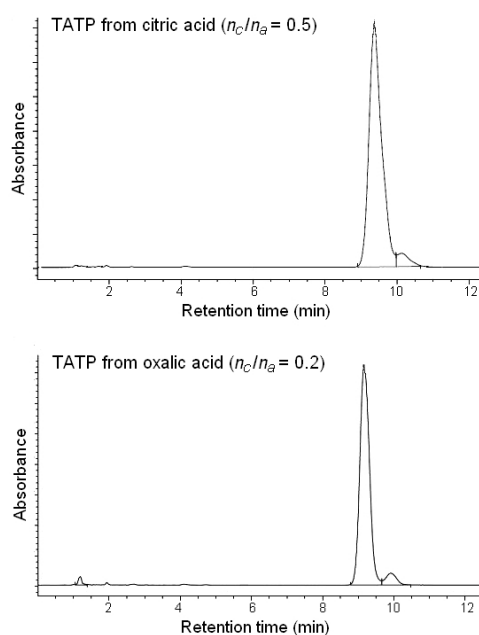 TATP from citric acid (nc/na = 0.5)
Absorbance
2 4 6 8 10 12
Retention time (min)
TATP from oxalic acid (nc/na = 0.2)
Absorbance
2 4 6 8 10 12
Retention time (min)